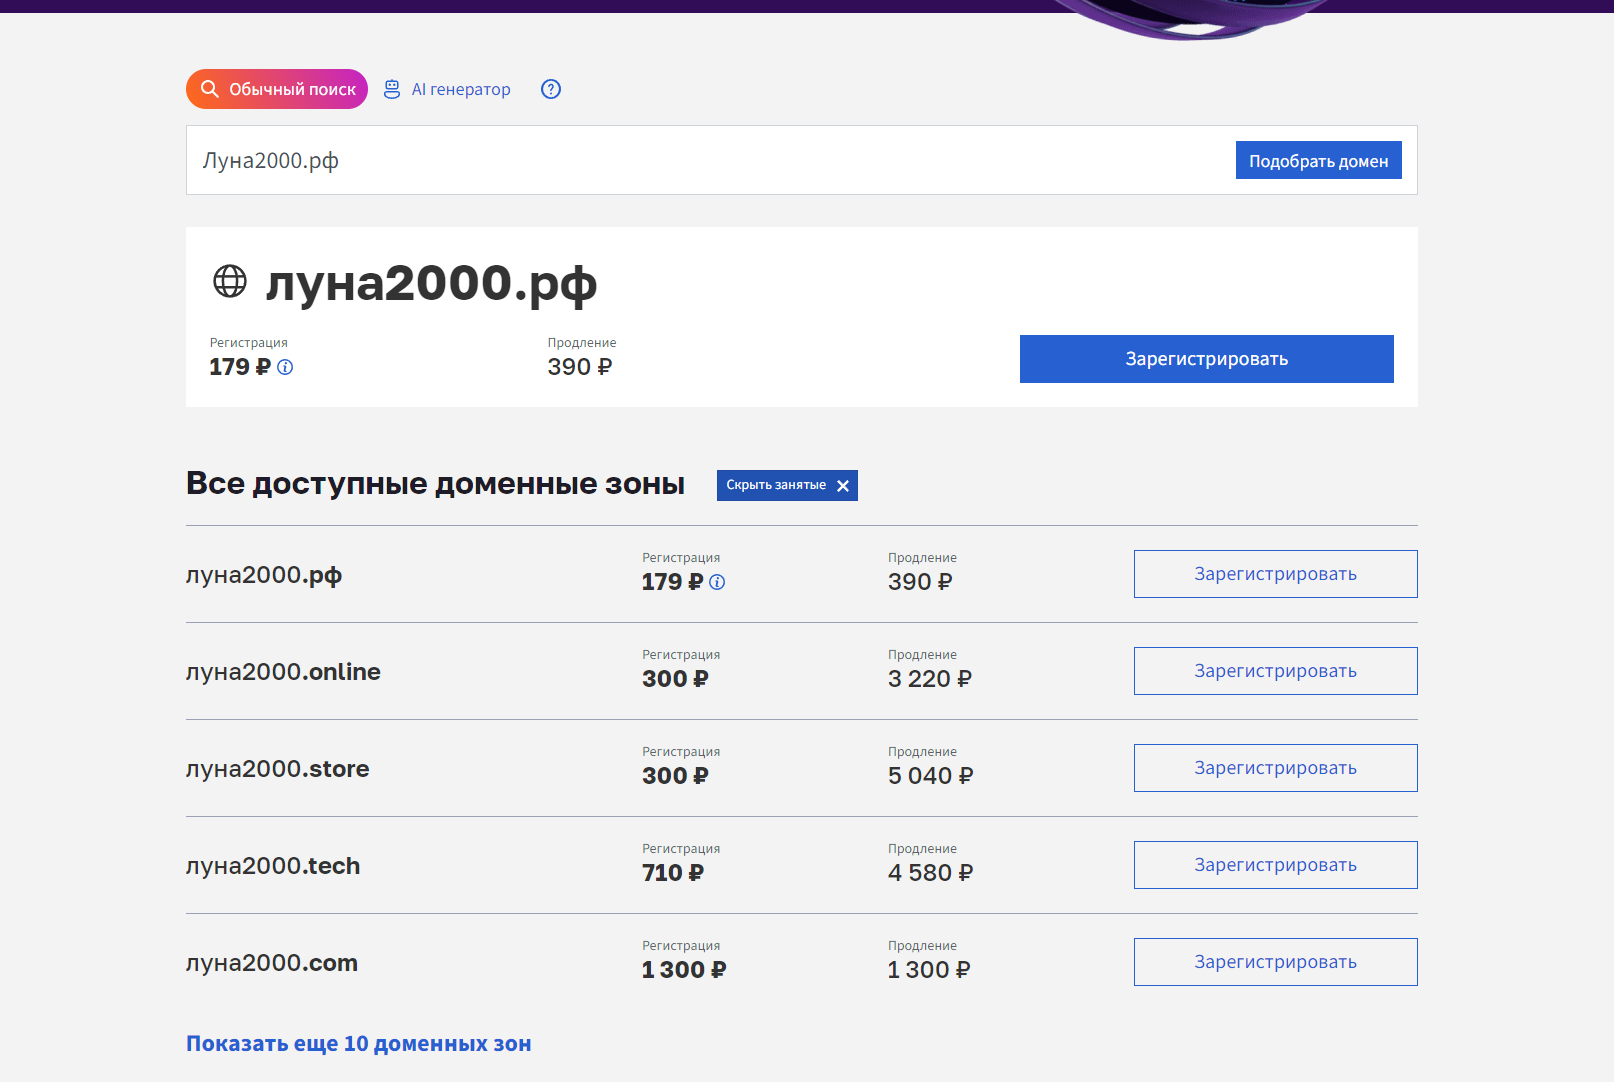 Обычный поиск AI генератор
Луна2000.рф Подобрать домен
луна2000.рф
Регистрация Продление
179 ₽ 390 ₽ Зарегистрировать
Все доступные доменные зоны Скрыть занятые
Регистрация Продление
луна2000.рф 179 ₽ 390 ₽ Зарегистрировать
Регистрация Продление
луна2000.online 300 ₽ 3 220 ₽ Зарегистрировать
Регистрация Продление
луна2000.store 300 ₽ 5 040 ₽ Зарегистрировать
Регистрация Продление
луна2000.tech 710 ₽ 4 580 ₽ Зарегистрировать
Регистрация Продление
луна2000.com 1 300 ₽ 1 300 ₽ Зарегистрировать
Показать еще 10 доменных зон